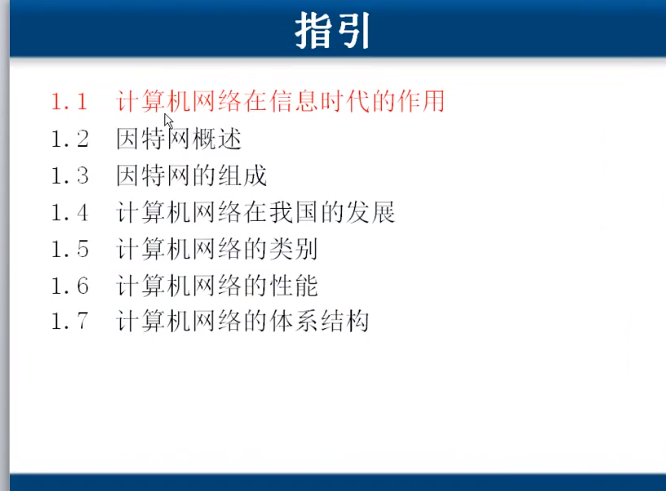 指引
1.1 计算机网络在信息时代的作用
1.2 因特网概述
1.3 因特网的组成
1.4 计算机网络在我国的发展
1.5 计算机网络的类别
1.6 计算机网络的性能
1.7 计算机网络的体系结构